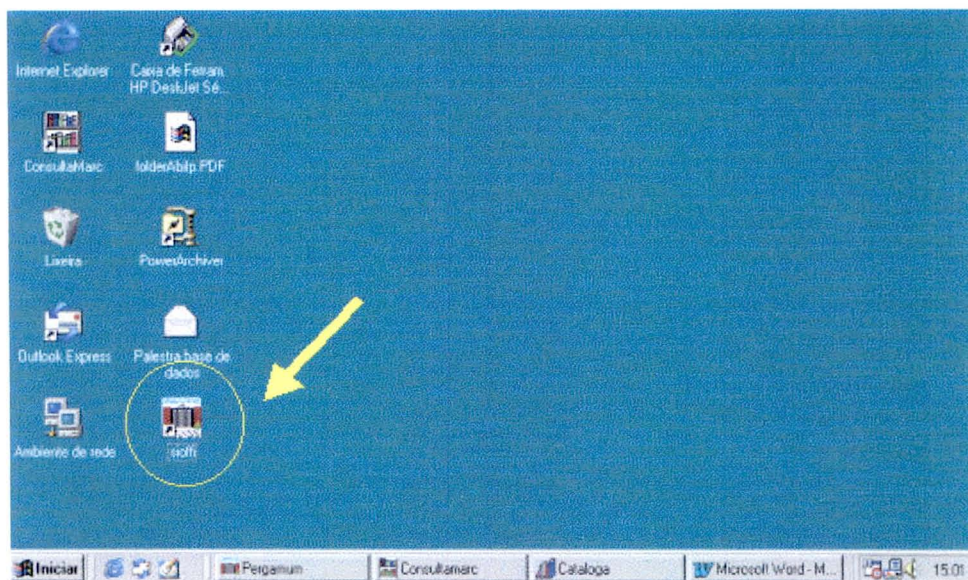 Internet Explorer
Caixa de Ferram.
HP DeskJet Sé...
ConsultaMarc
folderAbilp.PDF
Lixeira
PowerArchiver
Outlook Express
Palestra base de
dados
Ambiente de rede
siolfi
Iniciar
Pergamum
Consultamarc
Cataloga
Microsoft Word - M...
15:01